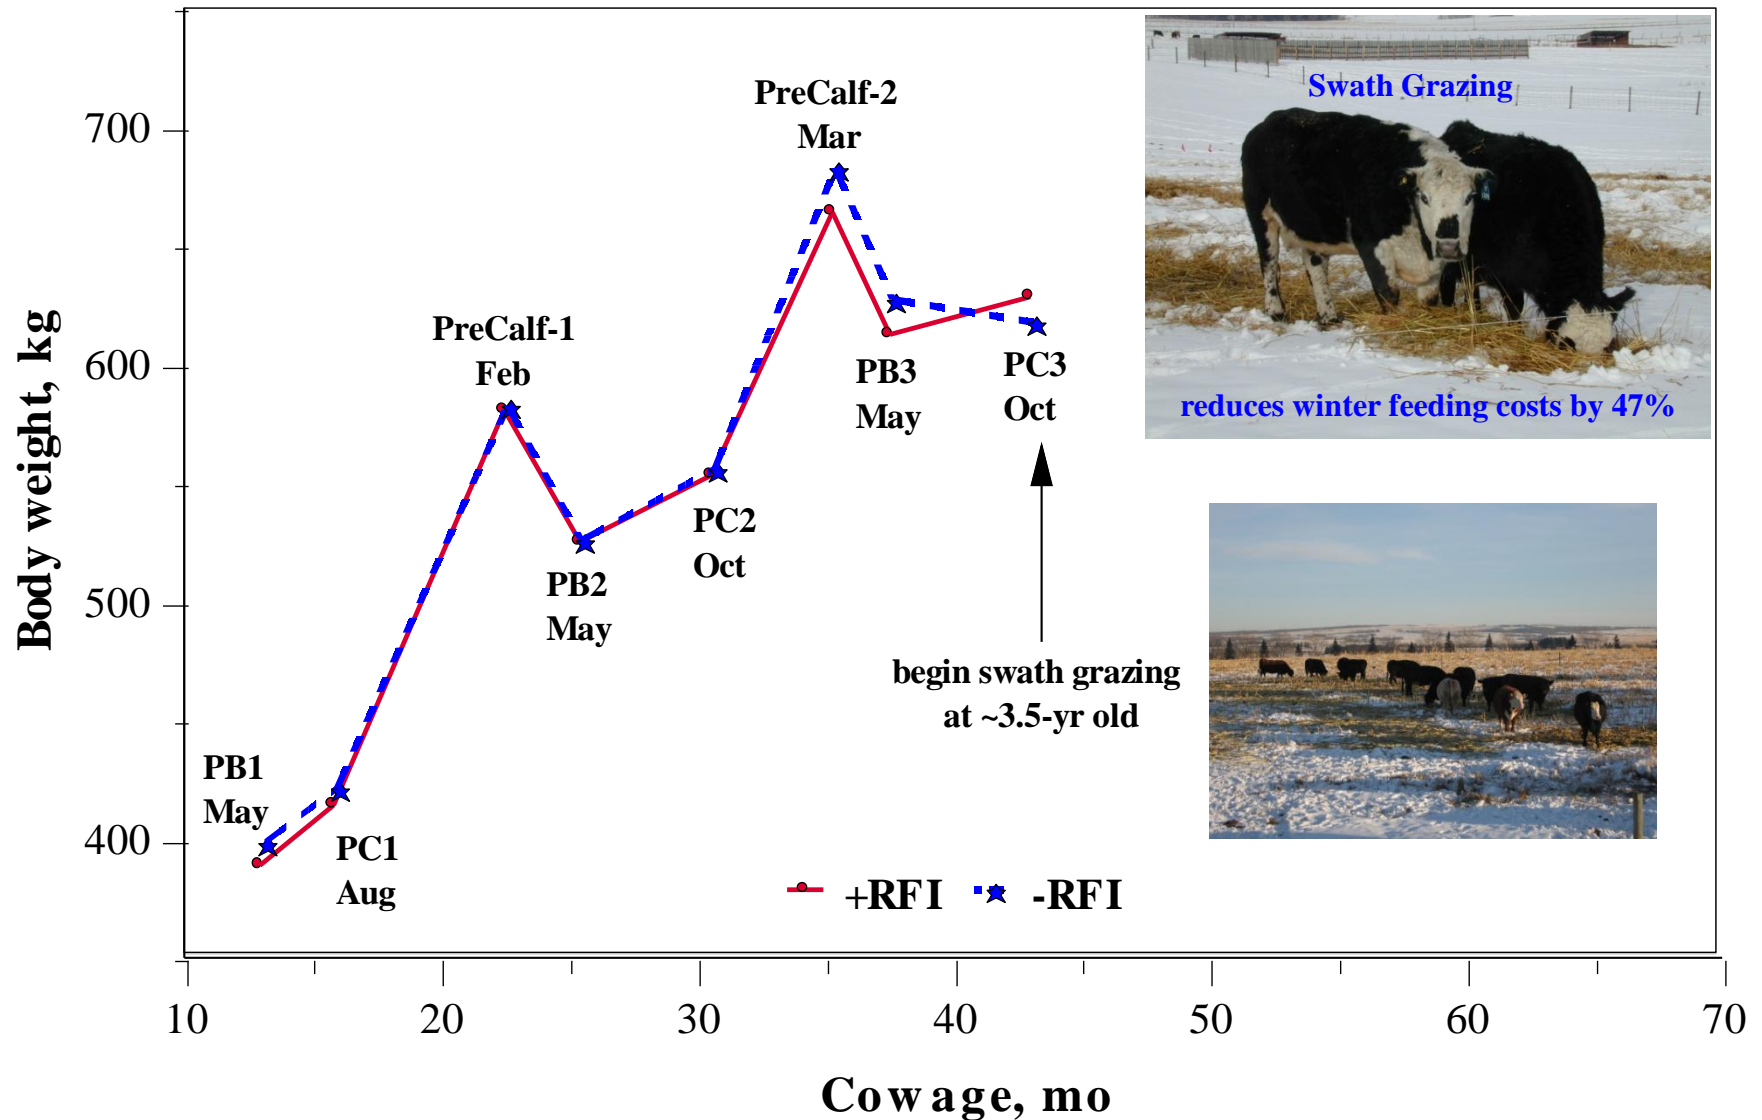 Body weight, kg
700
600
500
400
PreCalf-2
Mar
PreCalf-1
Feb
PB3
May
PC3
Oct
PC2
Oct
PB2
May
PB1
May
PC1
Aug
begin swath grazing
at ~3.5-yr old
Swath Grazing
reduces winter feeding costs by 47%
+RFI -RFI
10 20 30 40 50 60 70
Cow age, mo